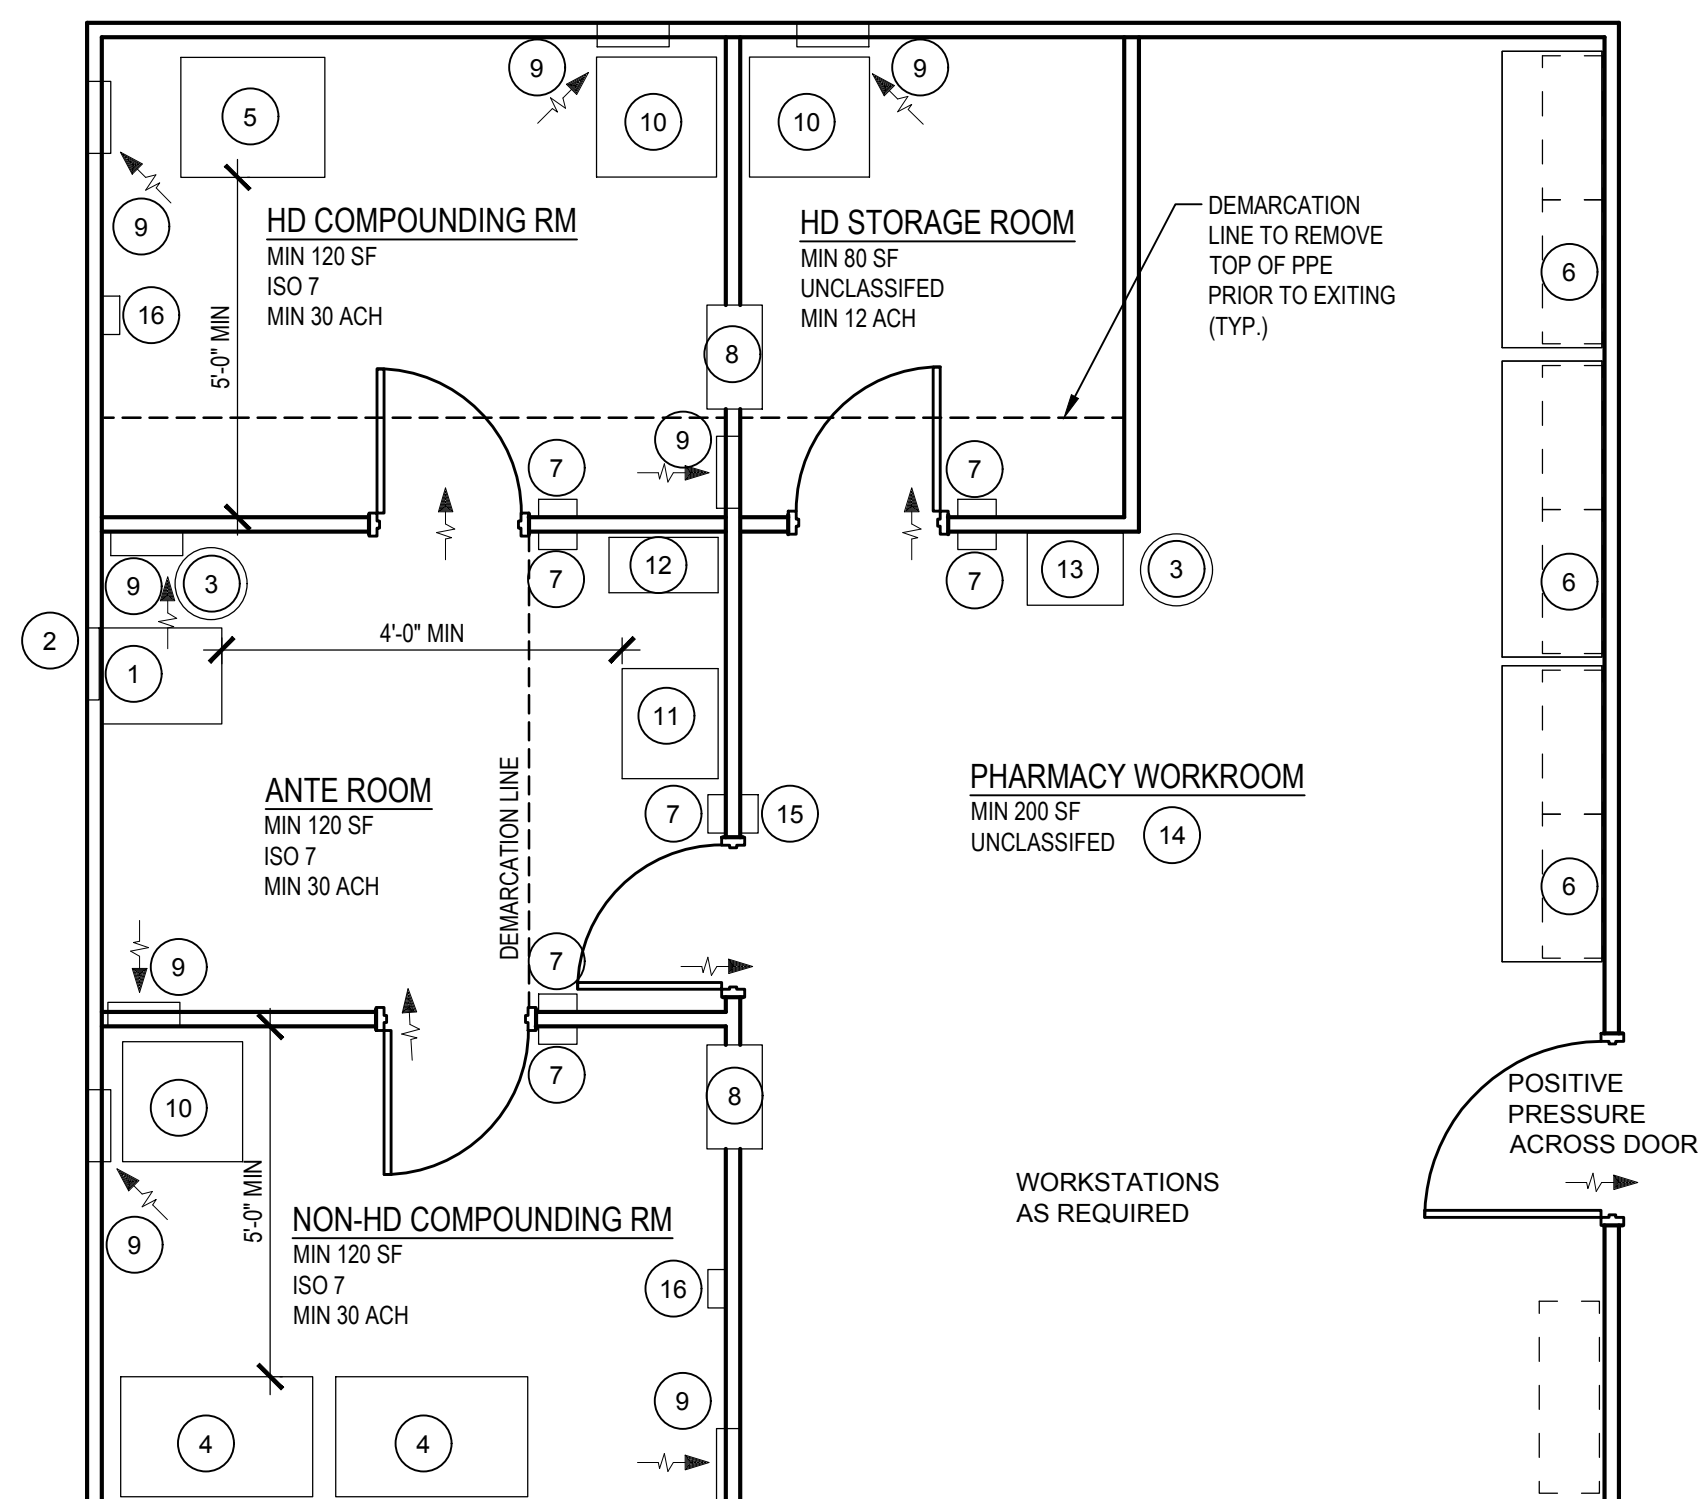 9
9
5
10
10
HD COMPOUNDING RM
MIN 120 SF
ISO 7
MIN 30 ACH
9
16
5'-0" MIN
HD STORAGE ROOM
MIN 80 SF
UNCLASSIFED
MIN 12 ACH
DEMARCATION
LINE TO REMOVE
TOP OF PPE
PRIOR TO EXITING
(TYP.)
6
8
9
7
7
9
3
7
12
7
13
3
6
2
1
4'-0" MIN
11
ANTE ROOM
MIN 120 SF
ISO 7
MIN 30 ACH
DEMARCATION LINE
7
15
PHARMACY WORKROOM
MIN 200 SF
UNCLASSIFED
14
6
9
7
7
8
10
5'-0" MIN
POSITIVE
PRESSURE
ACROSS DOOR
NON-HD COMPOUNDING RM
MIN 120 SF
ISO 7
MIN 30 ACH
9
16
WORKSTATIONS
AS REQUIRED
9
4
4